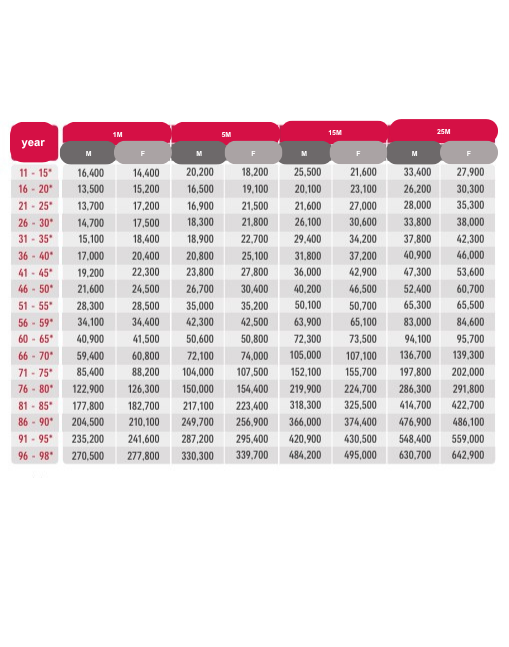 year
1M 5M 15M 25M
M F M F M F M F
11 - 15* 16,400 14,400 20,200 18,200 25,500 21,600 33,400 27,900
16 - 20* 13,500 15,200 16,500 19,100 20,100 23,100 26,200 30,300
21 - 25* 13,700 17,200 16,900 21,500 21,600 27,000 28,000 35,300
26 - 30* 14,700 17,500 18,300 21,800 26,100 30,600 33,800 38,000
31 - 35* 15,100 18,400 18,900 22,700 29,400 34,200 37,800 42,300
36 - 40* 17,000 20,400 20,800 25,100 31,800 37,200 40,900 46,000
41 - 45* 19,200 22,300 23,800 27,800 36,000 42,900 47,300 53,600
46 - 50* 21,600 24,500 26,700 30,400 40,200 46,500 52,400 60,700
51 - 55* 28,300 28,500 35,000 35,200 50,100 50,700 65,300 65,500
56 - 59* 34,100 34,400 42,300 42,500 63,900 65,100 83,000 84,600
60 - 65* 40,900 41,500 50,600 50,800 72,300 73,500 94,100 95,700
66 - 70* 59,400 60,800 72,100 74,000 105,000 107,100 136,700 139,300
71 - 75* 85,400 88,200 104,000 107,500 152,100 155,700 197,800 202,000
76 - 80* 122,900 126,300 150,000 154,400 219,900 224,700 286,300 291,800
81 - 85* 177,800 182,700 217,100 223,400 318,300 325,500 414,700 422,700
86 - 90* 204,500 210,100 249,700 256,900 366,000 374,400 476,900 486,100
91 - 95* 235,200 241,600 287,200 295,400 420,900 430,500 548,400 559,000
96 - 98* 270,500 277,800 330,300 339,700 484,200 495,000 630,700 642,900